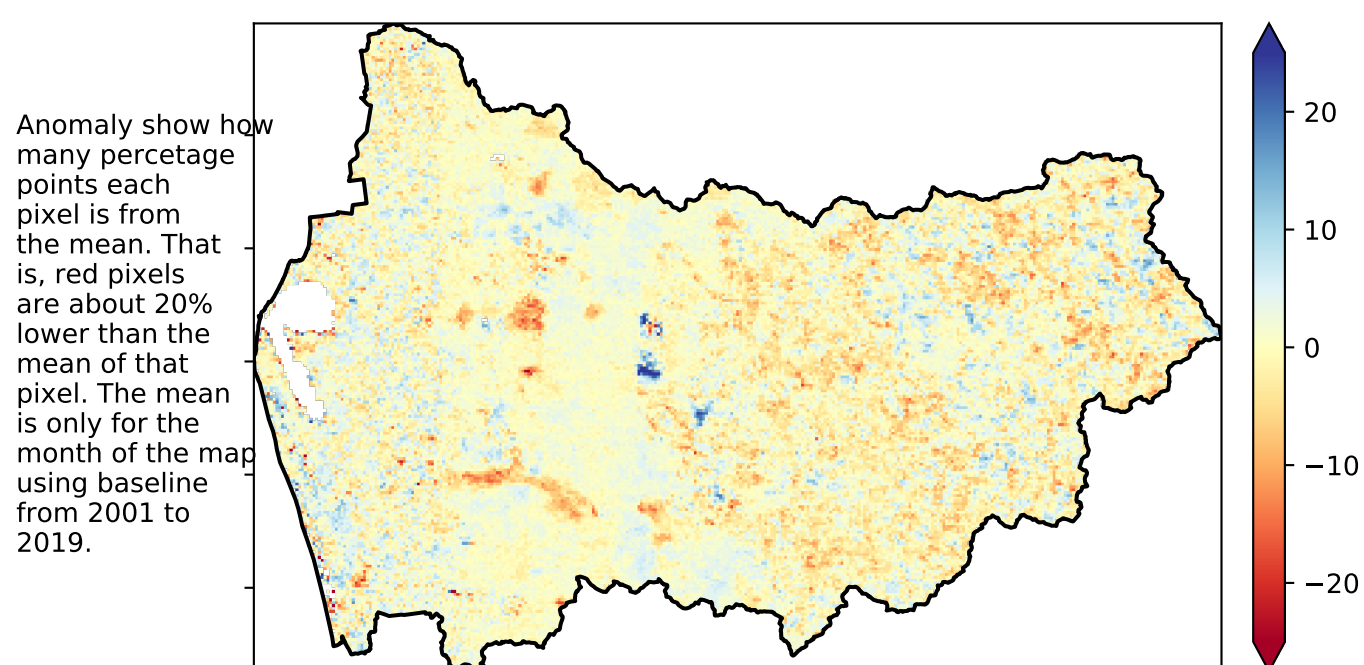 Anomaly show how
many percetage
points each
pixel is from
the mean. That
is, red pixels
are about 20%
lower than the
mean of that
pixel. The mean
is only for the
month of the map
using baseline
from 2001 to
2019.
20
10
0
−10
−20